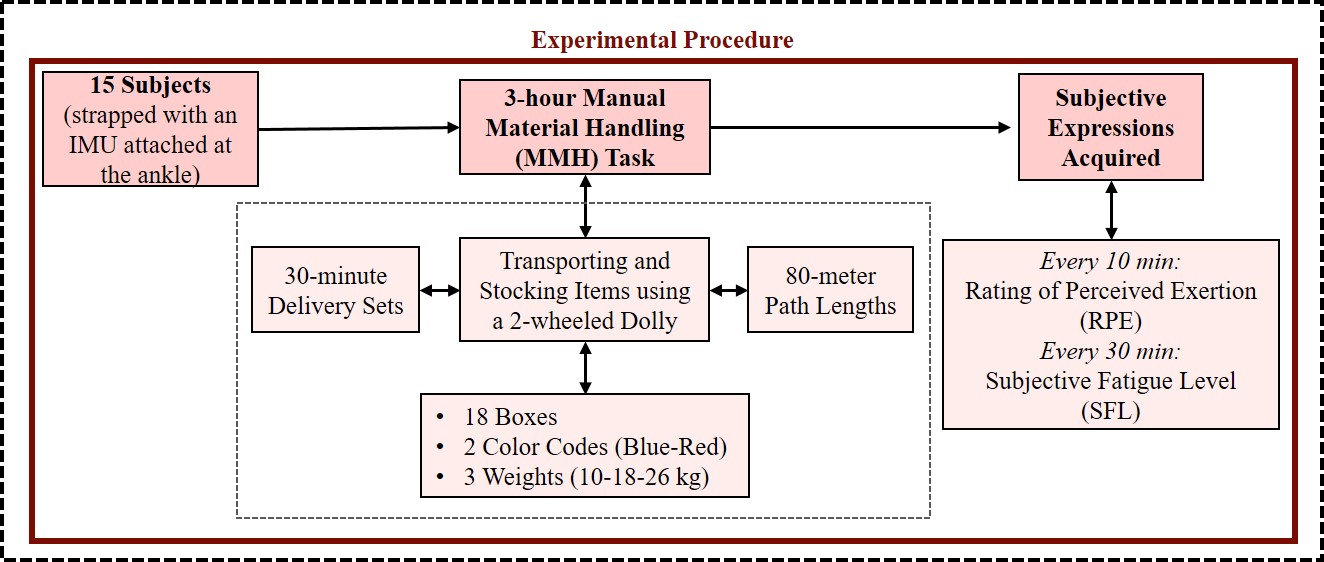 Experimental Procedure
15 Subjects
(strapped with an
IMU attached at
the ankle)
3-hour Manual
Material Handling
(MMH) Task
Subjective
Expressions
Acquired
30-minute
Delivery Sets
Transporting and
Stocking Items using
a 2-wheeled Dolly
80-meter
Path Lengths
Every 10 min:
Rating of Perceived Exertion
(RPE)
Every 30 min:
Subjective Fatigue Level
(SFL)
• 18 Boxes
• 2 Color Codes (Blue-Red)
• 3 Weights (10-18-26 kg)